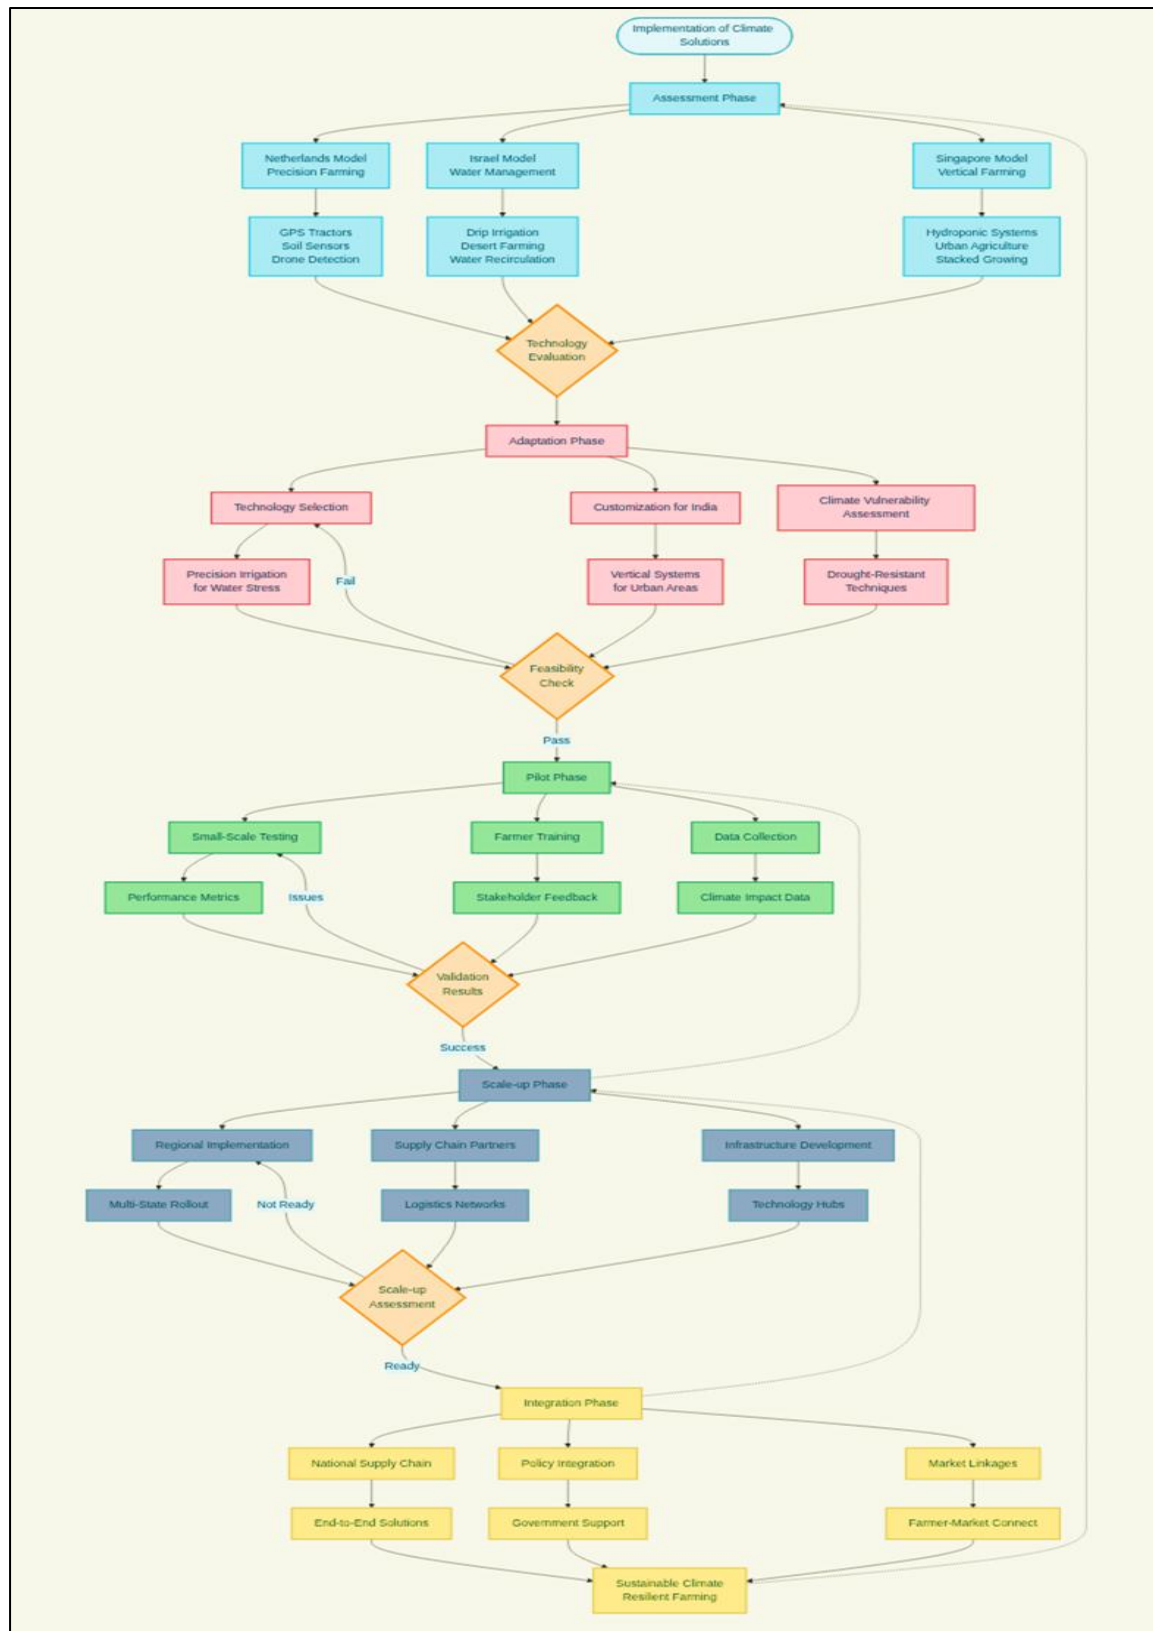 Implementation of Climate
Solutions
Assessment Phase
Netherlands Model
Precision Farming
Israel Model
Water Management
Singapore Model
Vertical Farming
GPS Tractors
Soil Sensors
Drone Detection
Drip Irrigation
Desert Farming
Water Recirculation
Hydroponic Systems
Urban Agriculture
Stacked Growing
Technology
Evaluation
Adaptation Phase
Technology Selection
Customization for India
Climate Vulnerability
Assessment
Precision Irrigation
for Water Stress
Fail
Vertical Systems
for Urban Areas
Drought-Resistant
Techniques
Feasibility
Check
Pass
Pilot Phase
Small-Scale Testing
Farmer Training
Data Collection
Performance Metrics
Issues
Stakeholder Feedback
Climate Impact Data
Validation
Results
Success
Scale-up Phase
Regional Implementation
Supply Chain Partners
Infrastructure Development
Multi-State Rollout
Not Ready
Logistics Networks
Technology Hubs
Scale-up
Assessment
Ready
Integration Phase
National Supply Chain
Policy Integration
Market Linkages
End-to-End Solutions
Government Support
Farmer-Market Connect
Sustainable Climate
Resilient Farming